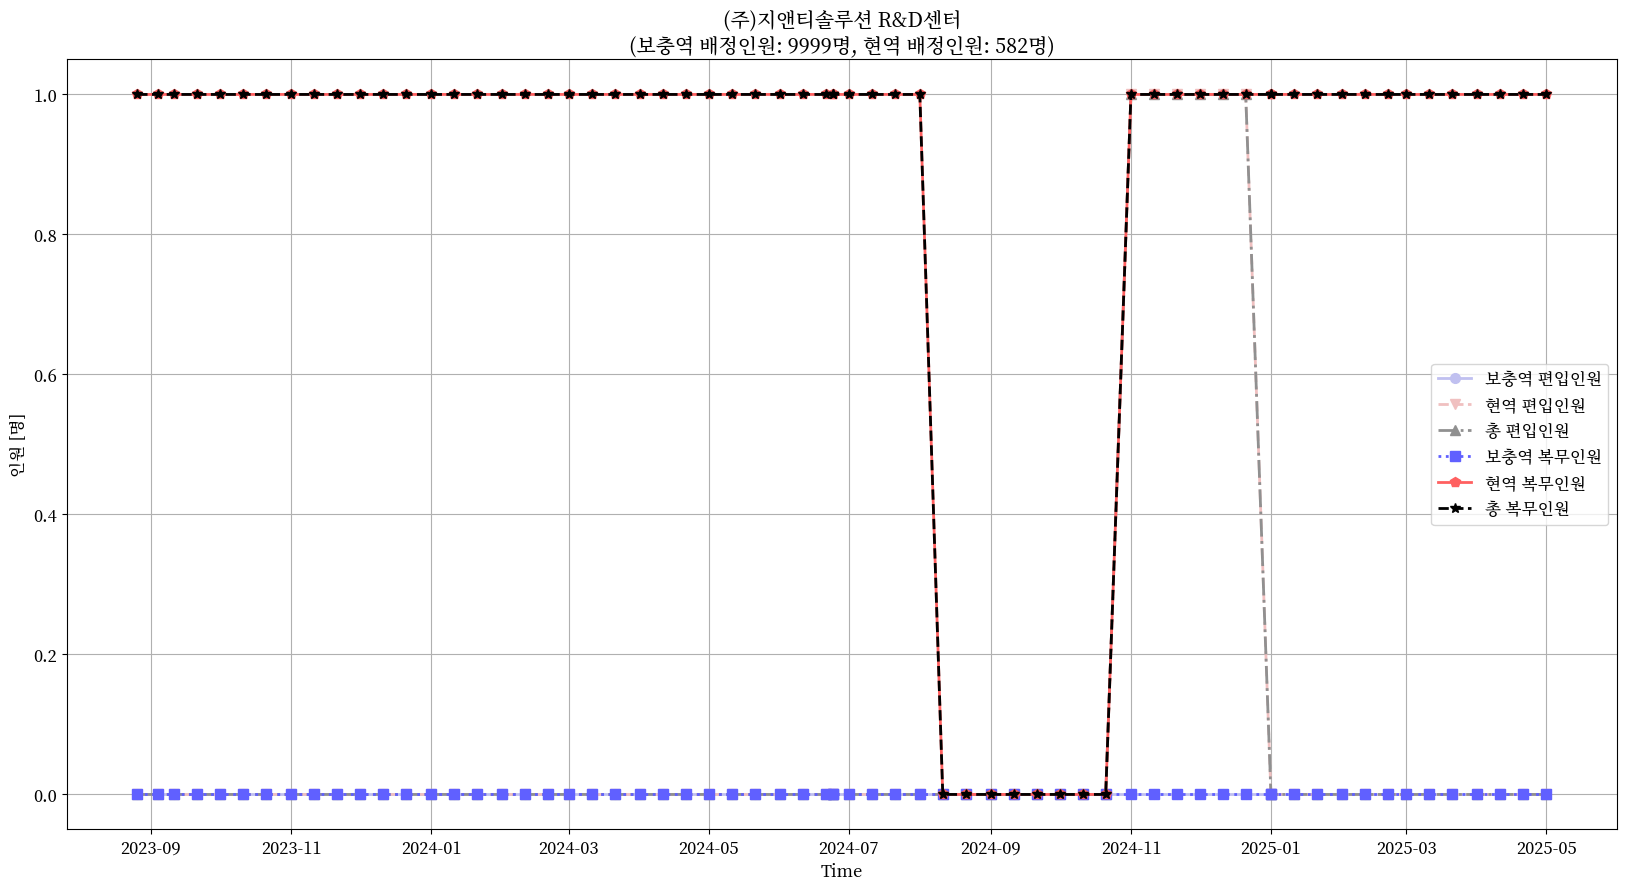 (주)지앤티솔루션 R&D센터
(보충역 배정인원: 9999명, 현역 배정인원: 582명)
인원 [명]
1.0
0.8
0.6
0.4
0.2
0.0
보충역 편입인원
현역 편입인원
총 편입인원
보충역 복무인원
현역 복무인원
총 복무인원
2023-09 2023-11 2024-01 2024-03 2024-05 2024-07 2024-09 2024-11 2025-01 2025-03 2025-05
Time